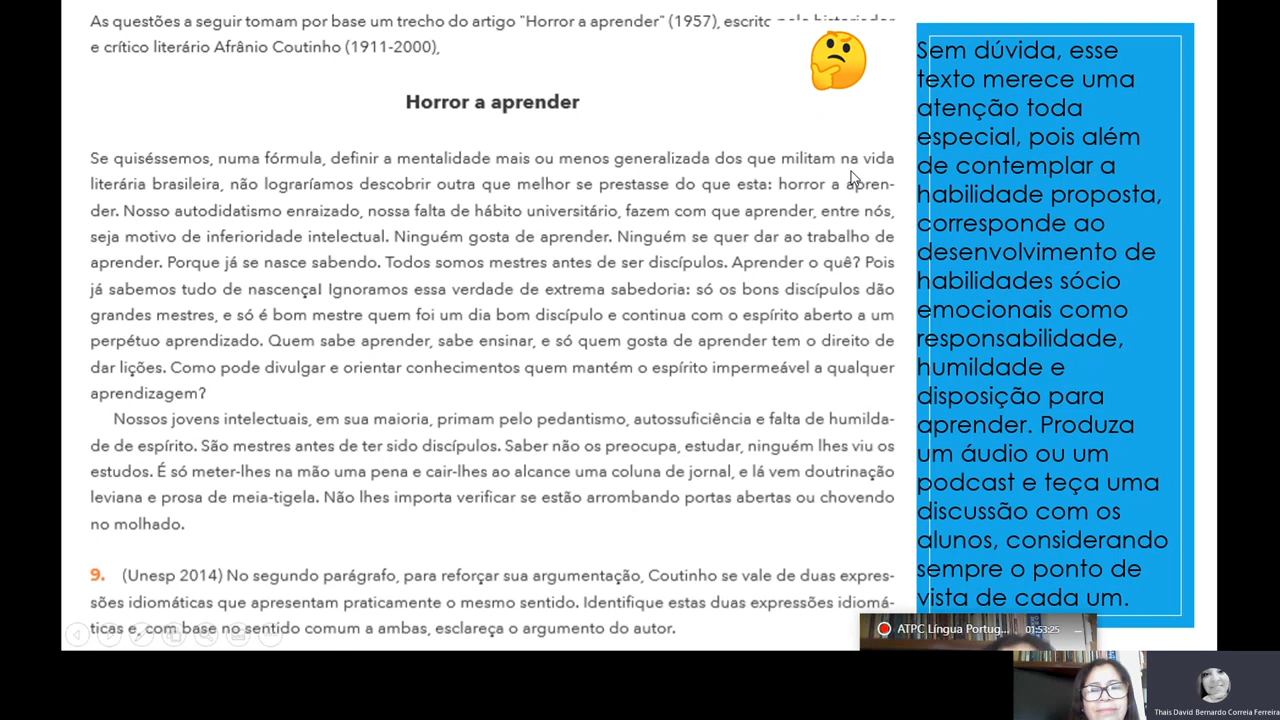 As questões a seguir tomam por base um trecho do artigo "Horror a aprender" (1957), escrito pelo historiador
e crítico literário Afrânio Coutinho (1911-2000),
Horror a aprender
Se quiséssemos, numa fórmula, definir a mentalidade mais ou menos generalizada dos que militam na vida
literária brasileira, não lograríamos descobrir outra que melhor se prestasse do que esta: horror a apren-
der. Nosso autodidatismo enraizado, nossa falta de hábito universitário, fazem com que aprender, entre nós,
seja motivo de inferioridade intelectual. Ninguém gosta de aprender. Ninguém se quer dar ao trabalho de
aprender. Porque já se nasce sabendo. Todos somos mestres antes de ser discípulos. Aprender o quê? Pois
já sabemos tudo de nascença! Ignoramos essa verdade de extrema sabedoria: só os bons discípulos dão
grandes mestres, e só é bom mestre quem foi um dia bom discípulo e continua com o espírito aberto a um
perpétuo aprendizado. Quem sabe aprender, sabe ensinar, e só quem gosta de aprender tem o direito de
dar lições. Como pode divulgar e orientar conhecimentos quem mantém o espírito impermeável a qualquer
aprendizagem?
Nossos jovens intelectuais, em sua maioria, primam pelo pedantismo, autossuficiência e falta de humilda-
de de espírito. São mestres antes de ter sido discípulos. Saber não os preocupa, estudar, ninguém lhes viu os
estudos. É só meter-lhes na mão uma pena e cair-lhes ao alcance uma coluna de jornal, e lá vem doutrinação
leviana e prosa de meia-tigela. Não lhes importa verificar se estão arrombando portas abertas ou chovendo
no molhado.
9. (Unesp 2014) No segundo parágrafo, para reforçar sua argumentação, Coutinho se vale de duas expres-
sões idiomáticas que apresentam praticamente o mesmo sentido. Identifique estas duas expressões idiomá-
ticas e, com base no sentido comum a ambas, esclareça o argumento do autor.
Sem dúvida, esse
texto merece uma
atenção toda
especial, pois além
de contemplar a
habilidade proposta,
corresponde ao
desenvolvimento de
habilidades sócio
emocionais como
responsabilidade,
humildade e
disposição para
aprender. Produza
um áudio ou um
podcast e teça uma
discussão com os
alunos, considerando
sempre o ponto de
vista de cada um.
ATPC Língua Portug... 01:53:25
Thais David Bernardo Correia Ferreira